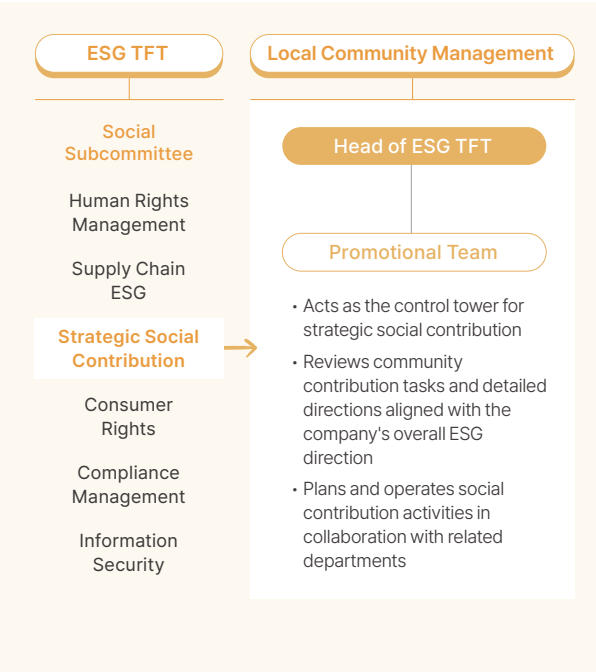 ESG TFT
Social
Subcommittee
Human Rights
Management
Supply Chain
ESG
Strategic Social
Contribution
Consumer
Rights
Compliance
Management
Information
Security
Local Community Management
Head of ESG TFT
Promotional Team
• Acts as the control tower for
strategic social contribution
• Reviews community
contribution tasks and detailed
directions aligned with the
company's overall ESG
direction
• Plans and operates social
contribution activities in
collaboration with related
departments